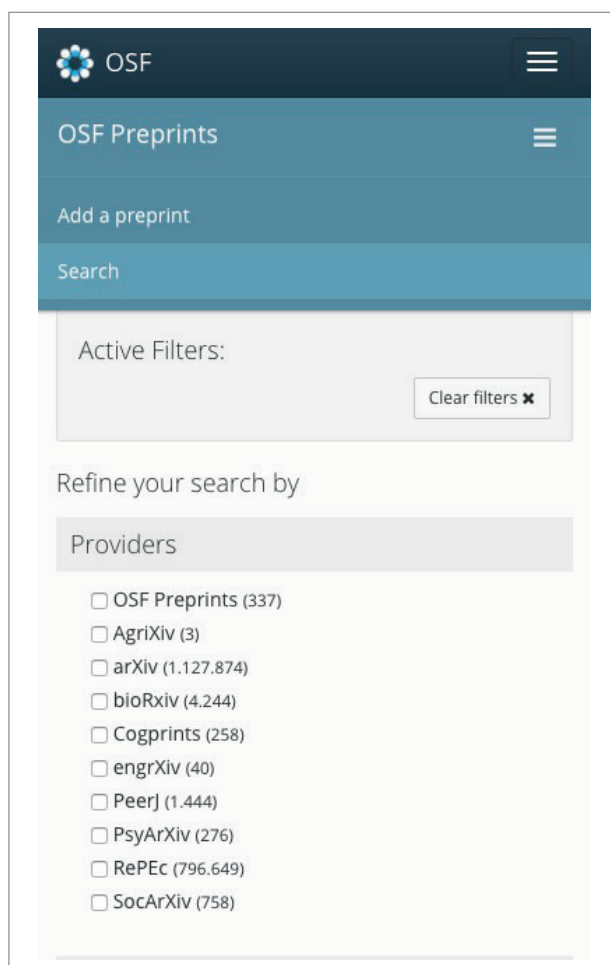 OSF
OSF Preprints
Add a preprint
Search
Active Filters:
Clear filters ✖
Refine your search by
Providers
OSF Preprints (337)
AgriXiv (3)
arXiv (1.127.874)
bioRxiv (4.244)
Cogprints (258)
engrXiv (40)
PeerJ (1.444)
PsyArXiv (276)
RePEc (796.649)
SocArXiv (758)